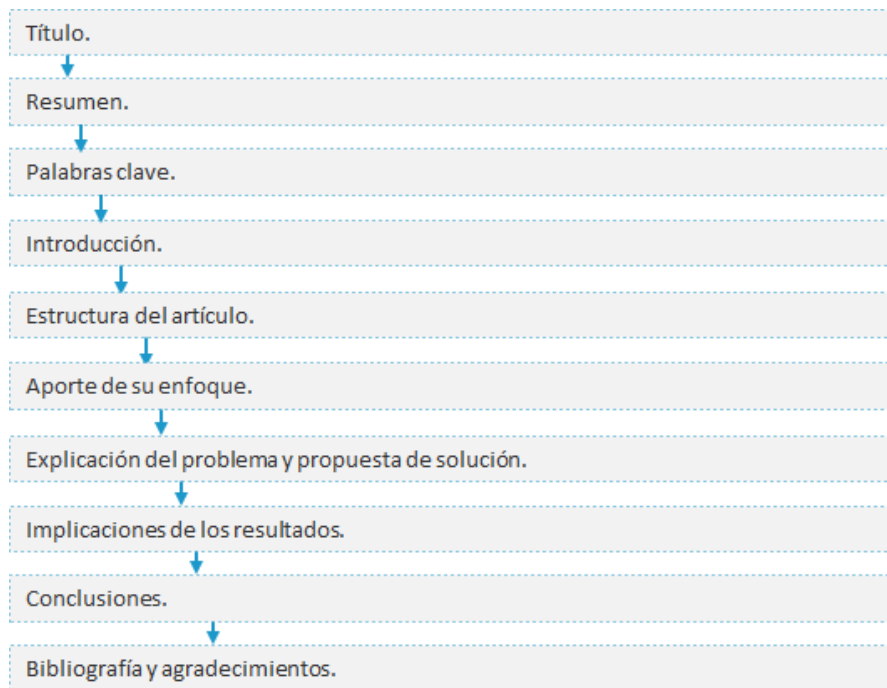 Título.
Resumen.
Palabras clave.
Introducción.
Estructura del artículo.
Aporte de su enfoque.
Explicación del problema y propuesta de solución.
Implicaciones de los resultados.
Conclusiones.
Bibliografía y agradecimientos.